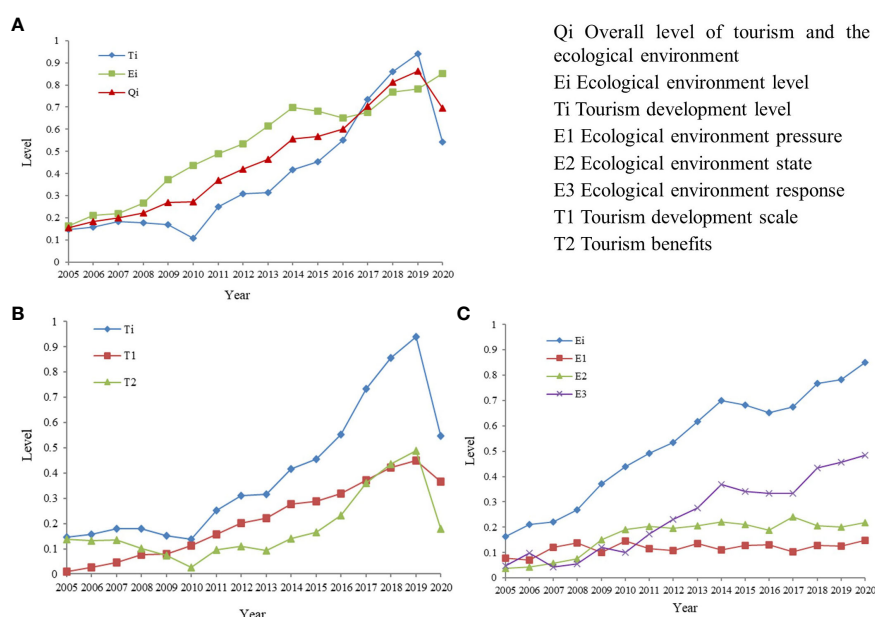 A
Ti
Ei
Qi
Level
1
0.9
0.8
0.7
0.6
0.5
0.4
0.3
0.2
0.1
0
2005 2006 2007 2008 2009 2010 2011 2012 2013 2014 2015 2016 2017 2018 2019 2020
Year
Qi Overall level of tourism and the
ecological environment
Ei Ecological environment level
Ti Tourism development level
E1 Ecological environment pressure
E2 Ecological environment state
E3 Ecological environment response
T1 Tourism development scale
T2 Tourism benefits
B
Ti
T1
T2
Level
1
0.9
0.8
0.7
0.6
0.5
0.4
0.3
0.2
0.1
0
2005 2006 2007 2008 2009 2010 2011 2012 2013 2014 2015 2016 2017 2018 2019 2020
Year
C
Ei
E1
E2
E3
Level
1
0.9
0.8
0.7
0.6
0.5
0.4
0.3
0.2
0.1
0
2005 2006 2007 2008 2009 2010 2011 2012 2013 2014 2015 2016 2017 2018 2019 2020
Year